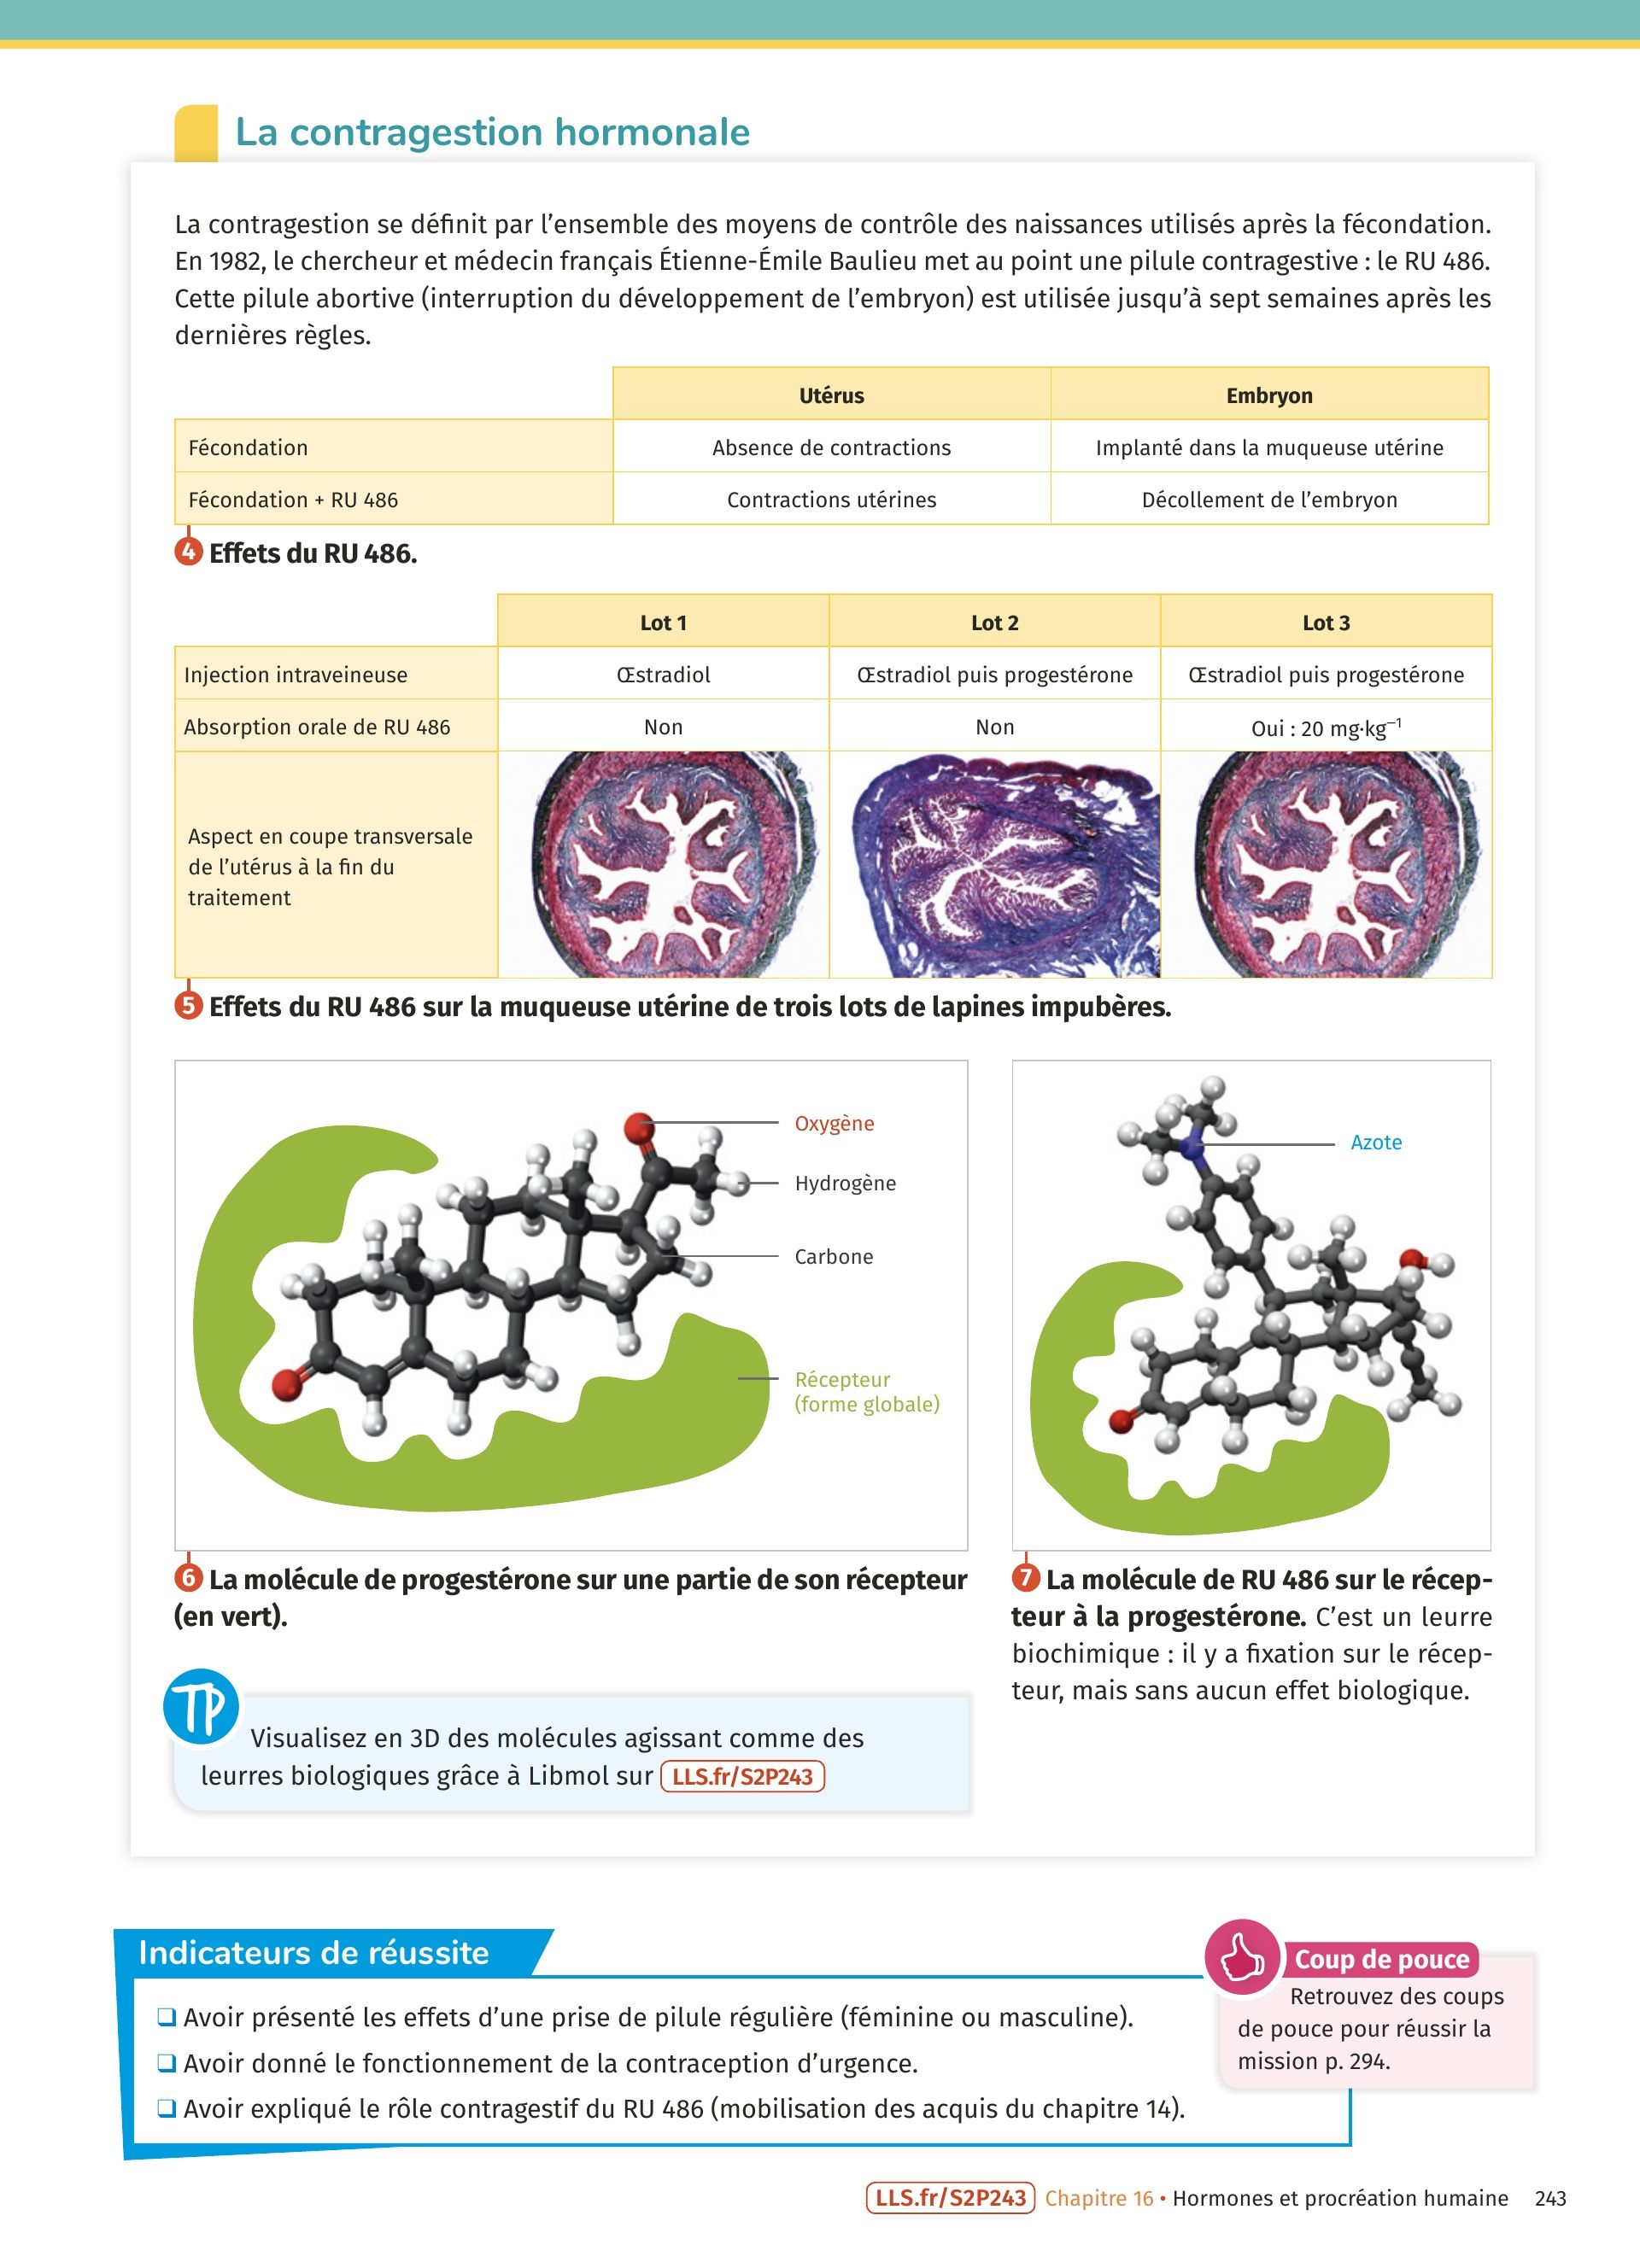 La contragestion hormonale
La contragestion se définit par l’ensemble des moyens de contrôle des naissances utilisés après la fécondation.
En 1982, le chercheur et médecin français Étienne-Émile Baulieu met au point une pilule contragestive : le RU 486.
Cette pilule abortive (interruption du développement de l’embryon) est utilisée jusqu’à sept semaines après les
dernières règles.
Utérus Embryon
Fécondation Absence de contractions Implanté dans la muqueuse utérine
Fécondation + RU 486 Contractions utérines Décollement de l’embryon
4 Effets du RU 486.
Lot 1 Lot 2 Lot 3
Injection intraveineuse Œstradiol Œstradiol puis progestérone Œstradiol puis progestérone
Absorption orale de RU 486 Non Non Oui : 20 mg·kg⁻¹
Aspect en coupe transversale
de l’utérus à la fin du
traitement
5 Effets du RU 486 sur la muqueuse utérine de trois lots de lapines impubères.
Oxygène
Hydrogène
Carbone
Récepteur
(forme globale)
6 La molécule de progestérone sur une partie de son récepteur
(en vert).
Azote
7 La molécule de RU 486 sur le récep-
teur à la progestérone. C’est un leurre
biochimique : il y a fixation sur le récep-
teur, mais sans aucun effet biologique.
TP
Visualisez en 3D des molécules agissant comme des
leurres biologiques grâce à Libmol sur LLS.fr/S2P243
Indicateurs de réussite
❑ Avoir présenté les effets d’une prise de pilule régulière (féminine ou masculine).
❑ Avoir donné le fonctionnement de la contraception d’urgence.
❑ Avoir expliqué le rôle contragestif du RU 486 (mobilisation des acquis du chapitre 14).
Coup de pouce
Retrouvez des coups
de pouce pour réussir la
mission p. 294.
LLS.fr/S2P243 Chapitre 16 • Hormones et procréation humaine 243